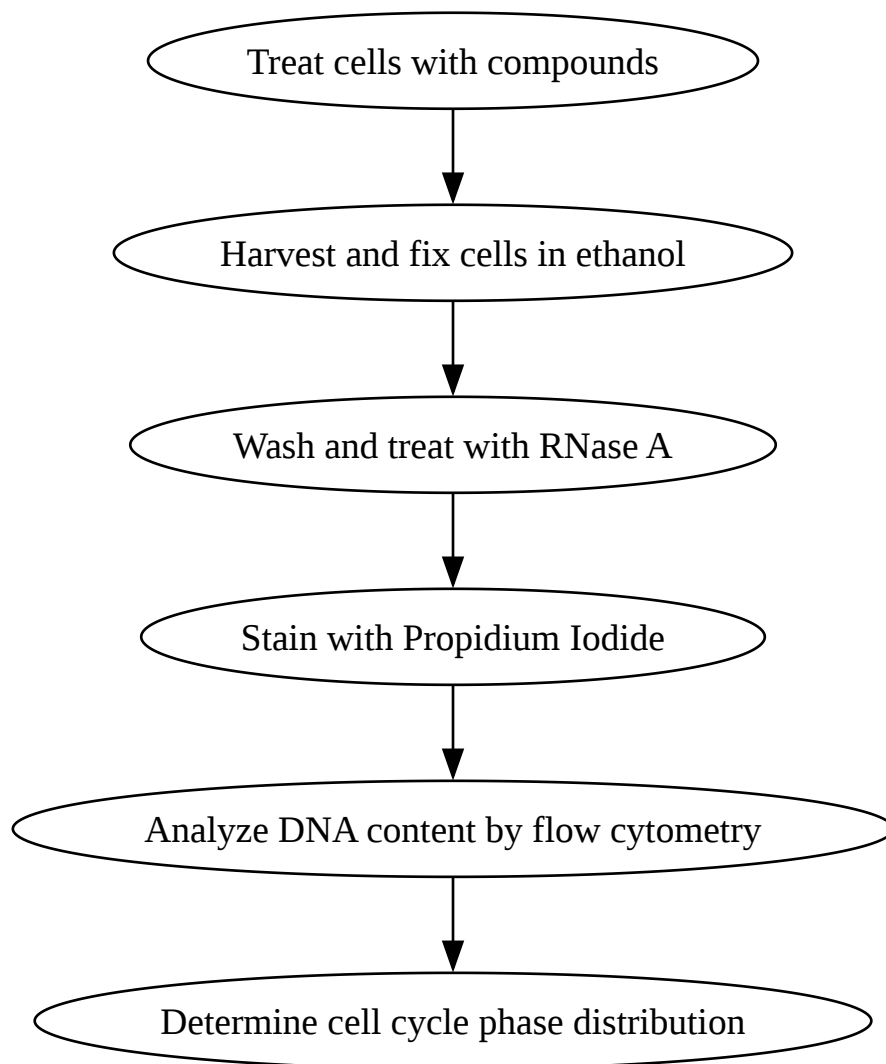 Treat cells with compounds
Harvest and fix cells in ethanol
Wash and treat with RNase A
Stain with Propidium Iodide
Analyze DNA content by flow cytometry
Determine cell cycle phase distribution